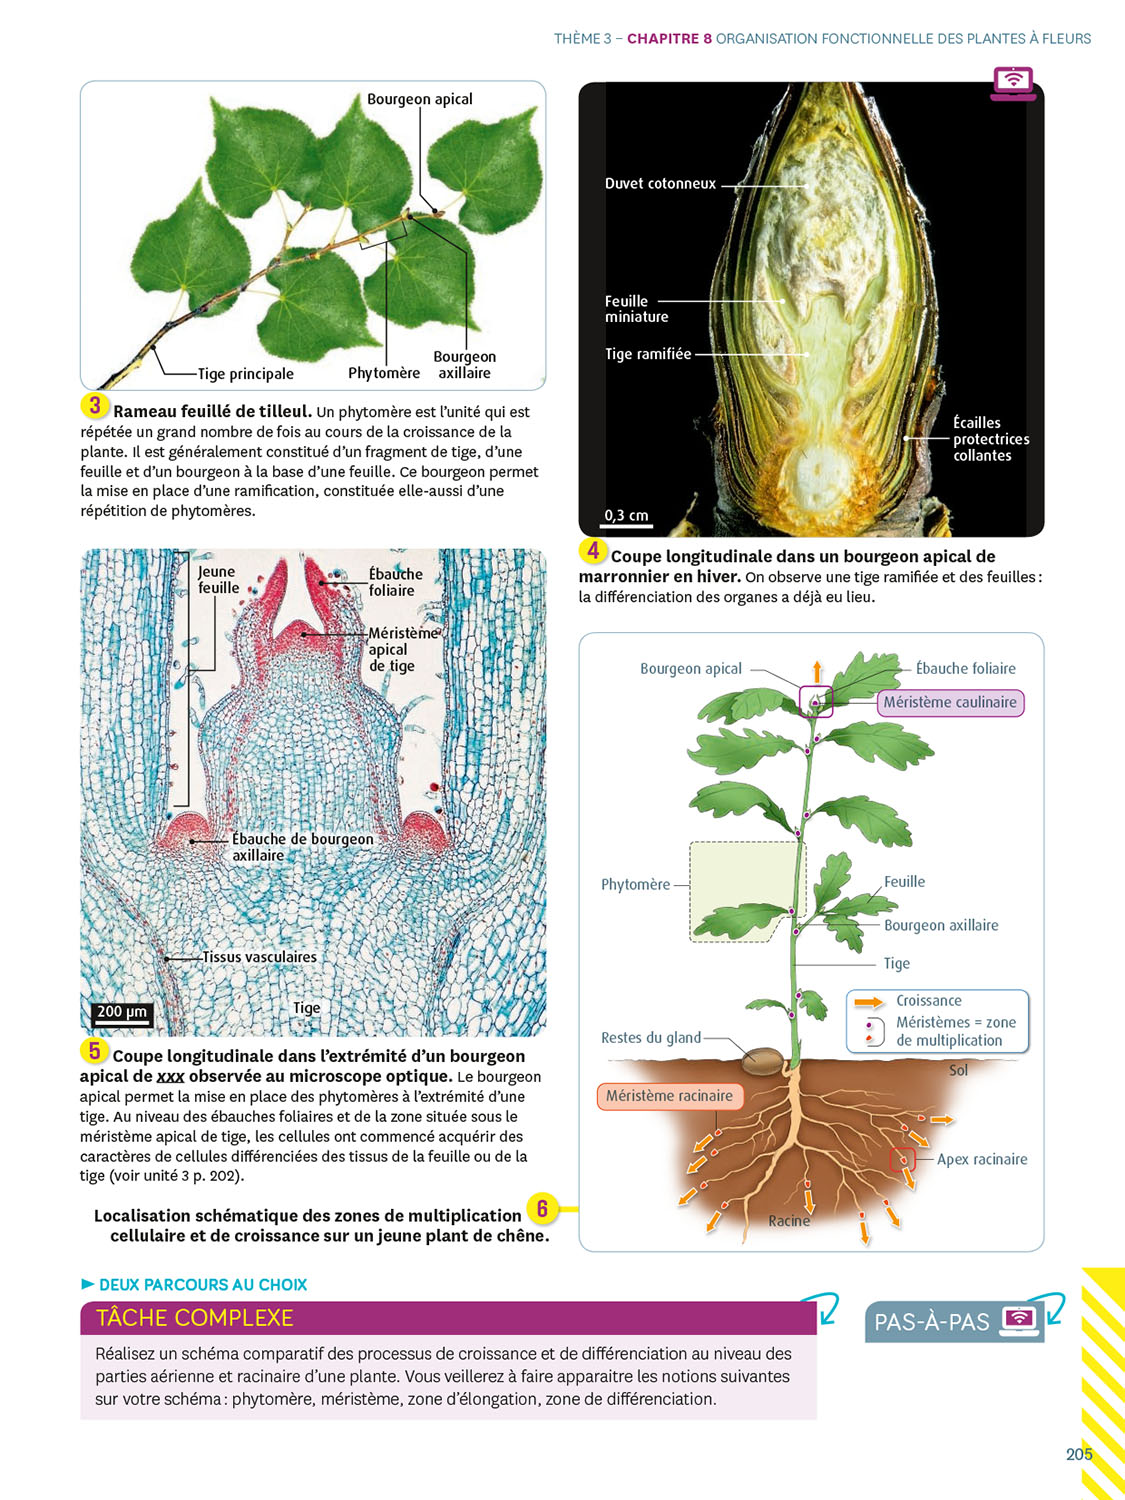 THÈME 3 – CHAPITRE 8 ORGANISATION FONCTIONNELLE DES PLANTES À FLEURS
Bourgeon apical
Tige principale
Phytomère
Bourgeon
axillaire
3 Rameau feuillé de tilleul. Un phytomère est l’unité qui est
répétée un grand nombre de fois au cours de la croissance de la
plante. Il est généralement constitué d’un fragment de tige, d’une
feuille et d’un bourgeon à la base d’une feuille. Ce bourgeon permet
la mise en place d’une ramification, constituée elle-aussi d’une
répétition de phytomères.
Duvet cotonneux
Feuille
miniature
Tige ramifiée
Écailles
protectrices
collantes
0,3 cm
4 Coupe longitudinale dans un bourgeon apical de
marronnier en hiver. On observe une tige ramifiée et des feuilles :
la différenciation des organes a déjà eu lieu.
Jeune
feuille
Ébauche
foliaire
Méristème
apical
de tige
Ébauche de bourgeon
axillaire
Tissus vasculaires
Tige
200 µm
5 Coupe longitudinale dans l’extrémité d’un bourgeon
apical de xxx observée au microscope optique. Le bourgeon
apical permet la mise en place des phytomères à l’extrémité d’une
tige. Au niveau des ébauches foliaires et de la zone située sous le
méristème apical de tige, les cellules ont commencé acquérir des
caractères de cellules différenciées des tissus de la feuille ou de la
tige (voir unité 3 p. 202).
Bourgeon apical
Ébauche foliaire
Méristème caulinaire
Phytomère
Feuille
Bourgeon axillaire
Tige
Croissance
Méristèmes = zone
de multiplication
Restes du gland
Sol
Méristème racinaire
Apex racinaire
Racine
Localisation schématique des zones de multiplication 6
cellulaire et de croissance sur un jeune plant de chêne.
DEUX PARCOURS AU CHOIX
TÂCHE COMPLEXE
Réalisez un schéma comparatif des processus de croissance et de différenciation au niveau des
parties aérienne et racinaire d’une plante. Vous veillerez à faire apparaitre les notions suivantes
sur votre schéma : phytomère, méristème, zone d’élongation, zone de différenciation.
PAS-À-PAS
205